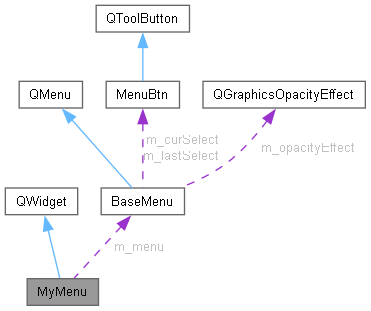 QToolButton
QMenu
MenuBtn
QGraphicsOpacityEffect
m_curSelect
m_lastSelect
m_opacityEffect
QWidget
BaseMenu
m_menu
MyMenu